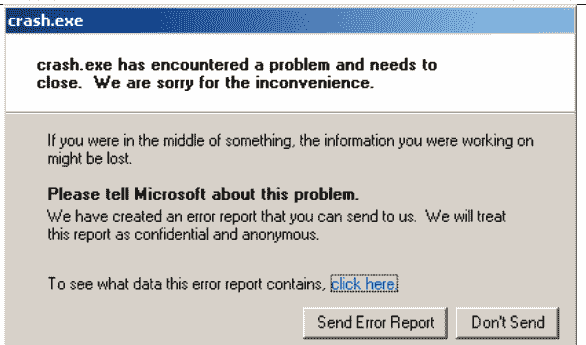 crash.exe
crash.exe has encountered a problem and needs to
close.  We are sorry for the inconvenience.
If you were in the middle of something, the information you were working on
might be lost.
Please tell Microsoft about this problem.
We have created an error report that you can send to us.  We will treat
this report as confidential and anonymous.
To see what data this error report contains, click here.
Send Error Report
Don't Send